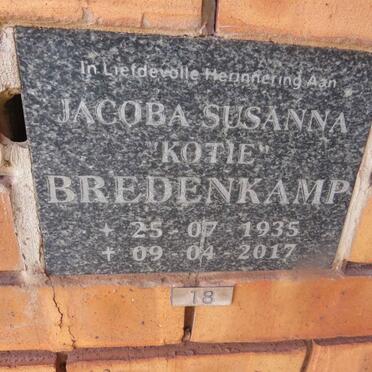 In Liefdevolle Herinnering Aan
JACOBA SUSANNA
"KOTIE"
BREDENKAMP
+ 25-07-1935
+ 09-04-2017
18